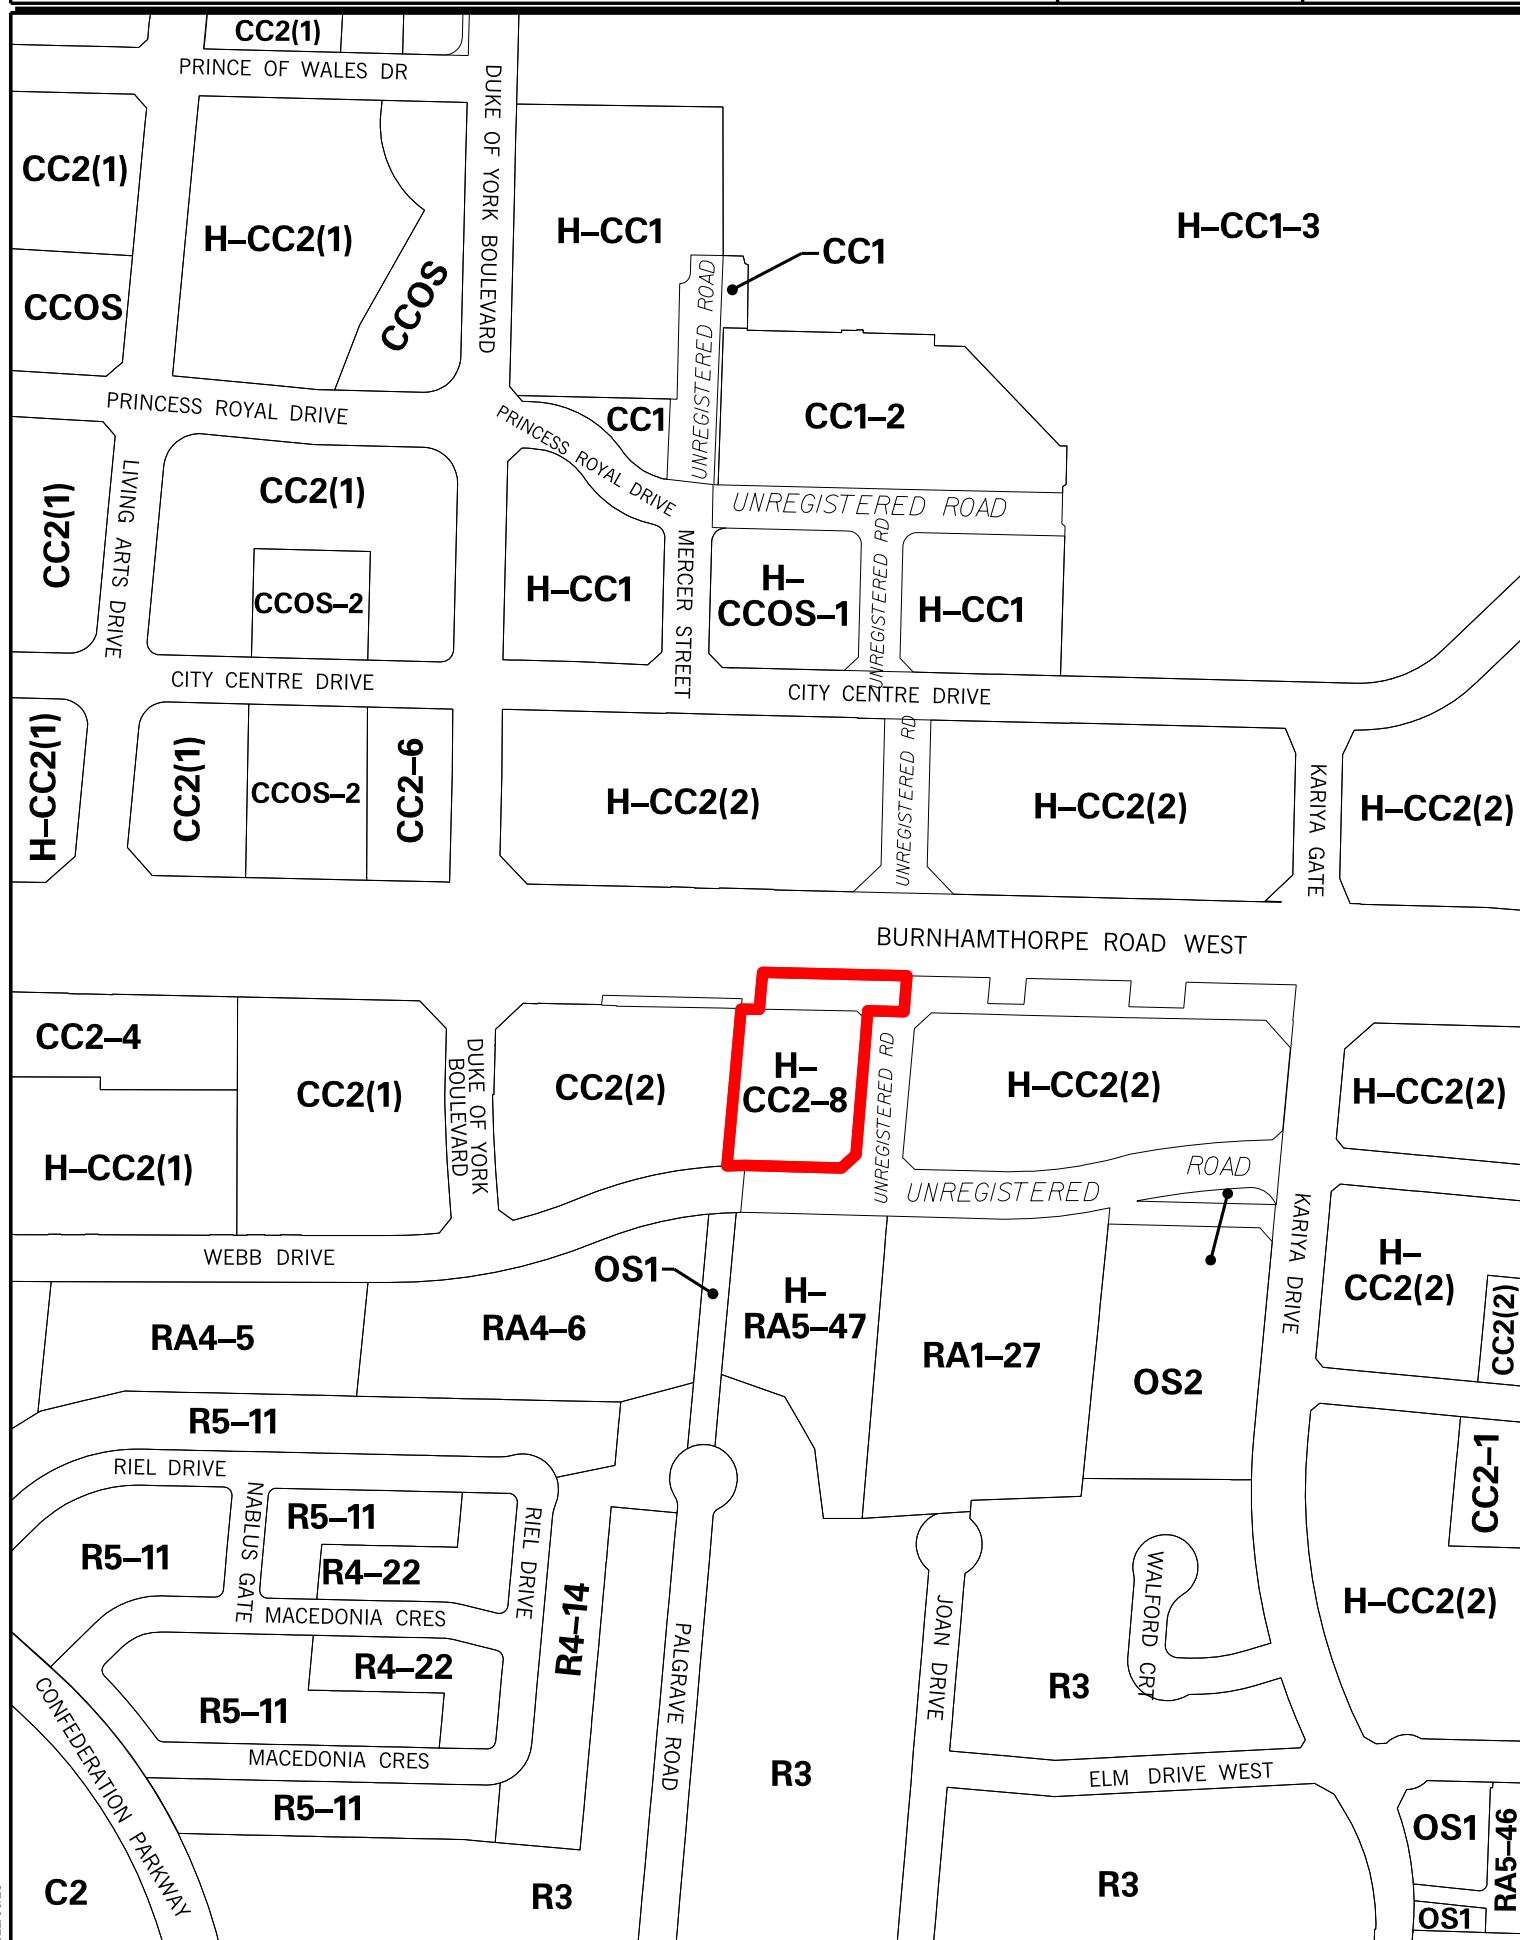 CC2(1)
PRINCE OF WALES DR
DUKE OF YORK BOULEVARD
CC2(1)
H–CC2(1)
CCOS
CCOS
H–CC1
CC1
H–CC1–3
UNREGISTERED ROAD
PRINCESS ROYAL DRIVE
PRINCESS ROYAL DRIVE
CC1
CC1–2
CC2(1)
LIVING ARTS DRIVE
CC2(1)
CCOS–2
UNREGISTERED ROAD
UNREGISTERED RD
H–CC1
MERCER STREET
H–
CCOS–1
H–CC1
CITY CENTRE DRIVE
CITY CENTRE DRIVE
H–CC2(1)
CC2(1)
CCOS–2
CC2–6
H–CC2(2)
UNREGISTERED RD
H–CC2(2)
KARIYA GATE
H–CC2(2)
BURNHAMTHORPE ROAD WEST
CC2–4
CC2(1)
H–CC2(1)
DUKE OF YORK
BOULEVARD
CC2(2)
H–
CC2–8
UNREGISTERED RD
H–CC2(2)
H–CC2(2)
UNREGISTERED
ROAD
WEBB DRIVE
OS1
KARIYA DRIVE
H–
CC2(2)
CC2(2)
RA4–5
RA4–6
H–
RA5–47
RA1–27
OS2
R5–11
CC2–1
RIEL DRIVE
NABLUS GATE
R5–11
R5–11
R4–22
RIEL DRIVE
MACEDONIA CRES
R4–14
PALGRAVE ROAD
JOAN DRIVE
WALFORD CRT
H–CC2(2)
R4–22
R5–11
R3
CONFEDERATION PARKWAY
MACEDONIA CRES
R5–11
R3
ELM DRIVE WEST
OS1
RA5–46
C2
R3
R3
OS1